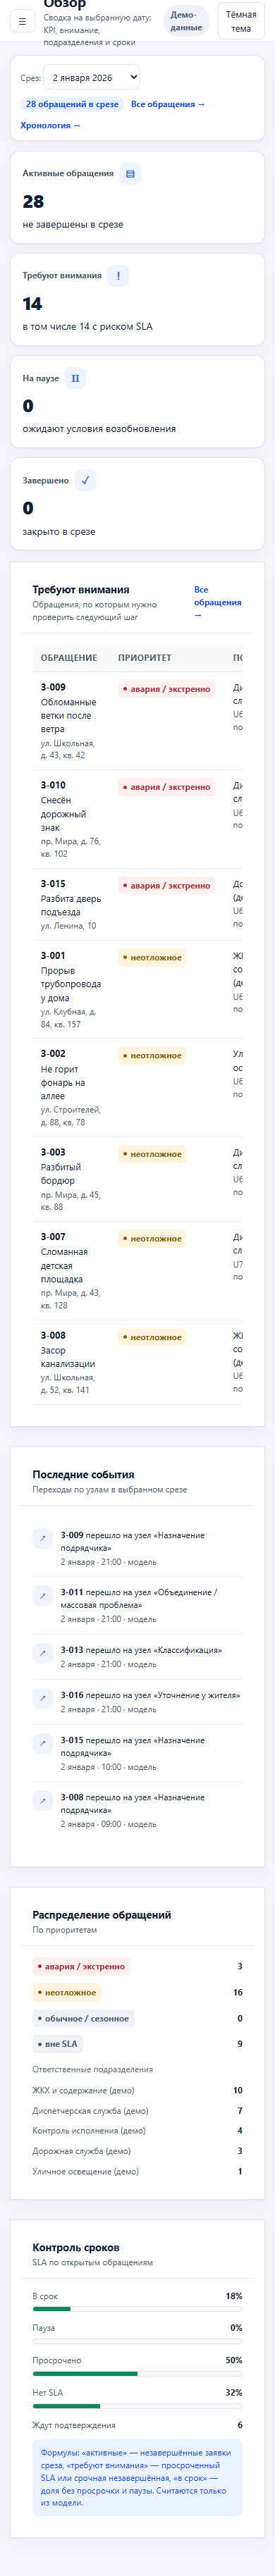 Обзор
Сводка на выбранную дату:
KPI, внимание,
подразделения и сроки
Демо-
данные
Тёмная
тема
Срез: 2 января 2026
28 обращений в срезе Все обращения →
Хронология →
Активные обращения
28
не завершены в срезе
Требуют внимания !
14
в том числе 14 с риском SLA
На паузе
0
ожидают условия возобновления
Завершено ✓
0
закрыто в срезе
Требуют внимания
Обращения, по которым нужно
проверить следующий шаг
Все
обращения
→
ОБРАЩЕНИЕ ПРИОРИТЕТ ПО
З-009
Обломанные
ветки после
ветра
ул. Школьная,
д. 43, кв. 42
• авария / экстренно
З-010
Снесён
дорожный
знак
пр. Мира, д. 76,
кв. 102
• авария / экстренно
З-015
Разбита дверь
подъезда
ул. Ленина, 10
• авария / экстренно
З-001
Прорыв
трубопровода
у дома
ул. Клубная, д.
84, кв. 157
• неотложное
З-002
Не горит
фонарь на
аллее
ул. Строителей,
д. 88, кв. 78
• неотложное
З-003
Разбитый
бордюр
пр. Мира, д. 45,
кв. 88
• неотложное
З-007
Сломанная
детская
площадка
пр. Мира, д. 43,
кв. 128
• неотложное
З-008
Засор
канализации
ул. Школьная,
д. 52, кв. 141
• неотложное
Последние события
Переходы по узлам в выбранном срезе
З-009 перешло на узел «Назначение
подрядчика»
2 января · 21:00 · модель
З-011 перешло на узел «Объединение /
массовая проблема»
2 января · 21:00 · модель
З-013 перешло на узел «Классификация»
2 января · 21:00 · модель
З-016 перешло на узел «Уточнение у жителя»
2 января · 21:00 · модель
З-015 перешло на узел «Назначение
подрядчика»
2 января · 10:00 · модель
З-008 перешло на узел «Назначение
подрядчика»
2 января · 09:00 · модель
Распределение обращений
По приоритетам
• авария / экстренно 3
• неотложное 16
• обычное / сезонное 0
• вне SLA 9
Ответственные подразделения
ЖКХ и содержание (демо) 10
Диспетчерская служба (демо) 7
Контроль исполнения (демо) 4
Дорожная служба (демо) 3
Уличное освещение (демо) 1
Контроль сроков
SLA по открытым обращениям
В срок 18%
Пауза 0%
Просрочено 50%
Нет SLA 32%
Ждут подтверждения 6
Формулы: «активные» — незавершённые заявки
среза, «требуют внимания» — просроченный
SLA или срочная незавершённая, «в срок» —
доля без просрочки и паузы. Считаются только
из модели.